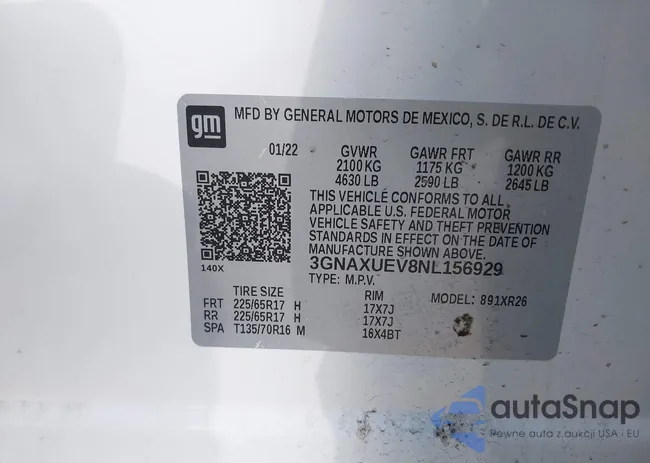 gm MFD BY GENERAL MOTORS DE MEXICO, S. DE R.L. DE C.V.
01/22 GVWR GAWR FRT GAWR RR
2100 KG 1175 KG 1200 KG
4630 LB 2590 LB 2645 LB
THIS VEHICLE CONFORMS TO ALL
APPLICABLE U.S. FEDERAL MOTOR
VEHICLE SAFETY AND THEFT PREVENTION
STANDARDS IN EFFECT ON THE DATE OF
MANUFACTURE SHOWN ABOVE.
140X 3GNAXUEV8NL156929
TYPE: M.P.V.
TIRE SIZE RIM MODEL: 891XR26
FRT 225/65R17 H 17X7J
RR 225/65R17 H 17X7J
SPA T135/70R16 M 16X4BT
autaSnap
Pewne auta z aukcji USA i EU